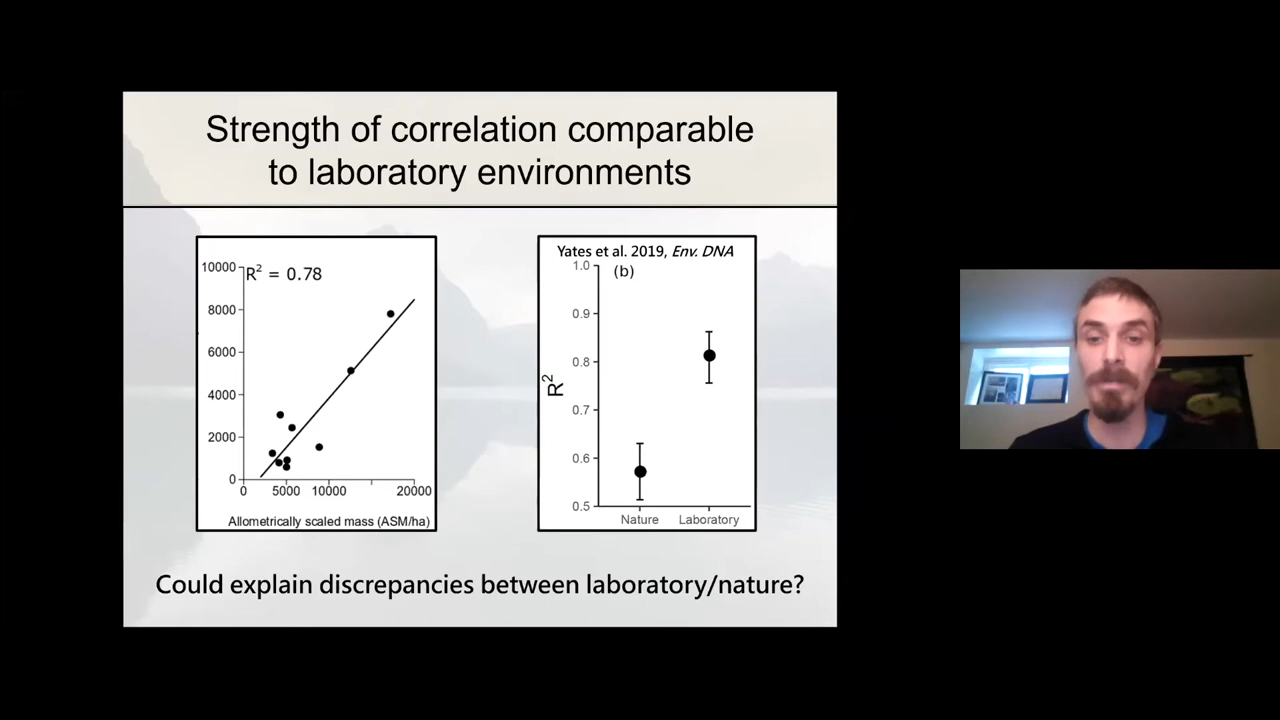 Strength of correlation comparable
to laboratory environments
R² = 0.78
10000
8000
6000
4000
2000
0
0 5000 10000 20000
Allometrically scaled mass (ASM/ha)
Yates et al. 2019, Env. DNA
(b)
1.0
0.9
0.8
0.7
0.6
0.5
R²
Nature Laboratory
Could explain discrepancies between laboratory/nature?